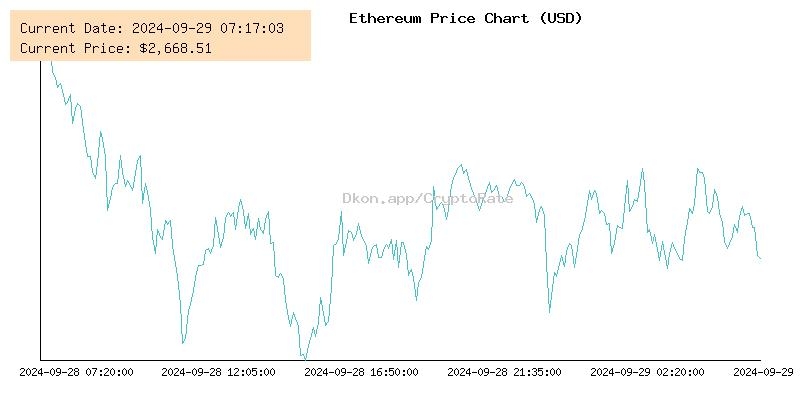 Ethereum Price Chart (USD)
Current Date: 2024-09-29 07:17:03
Current Price: $2,668.51
Dkon.app/CryptoRate
2024-09-28 07:20:00 2024-09-28 12:05:00 2024-09-28 16:50:00 2024-09-28 21:35:00 2024-09-29 02:20:00 2024-09-29